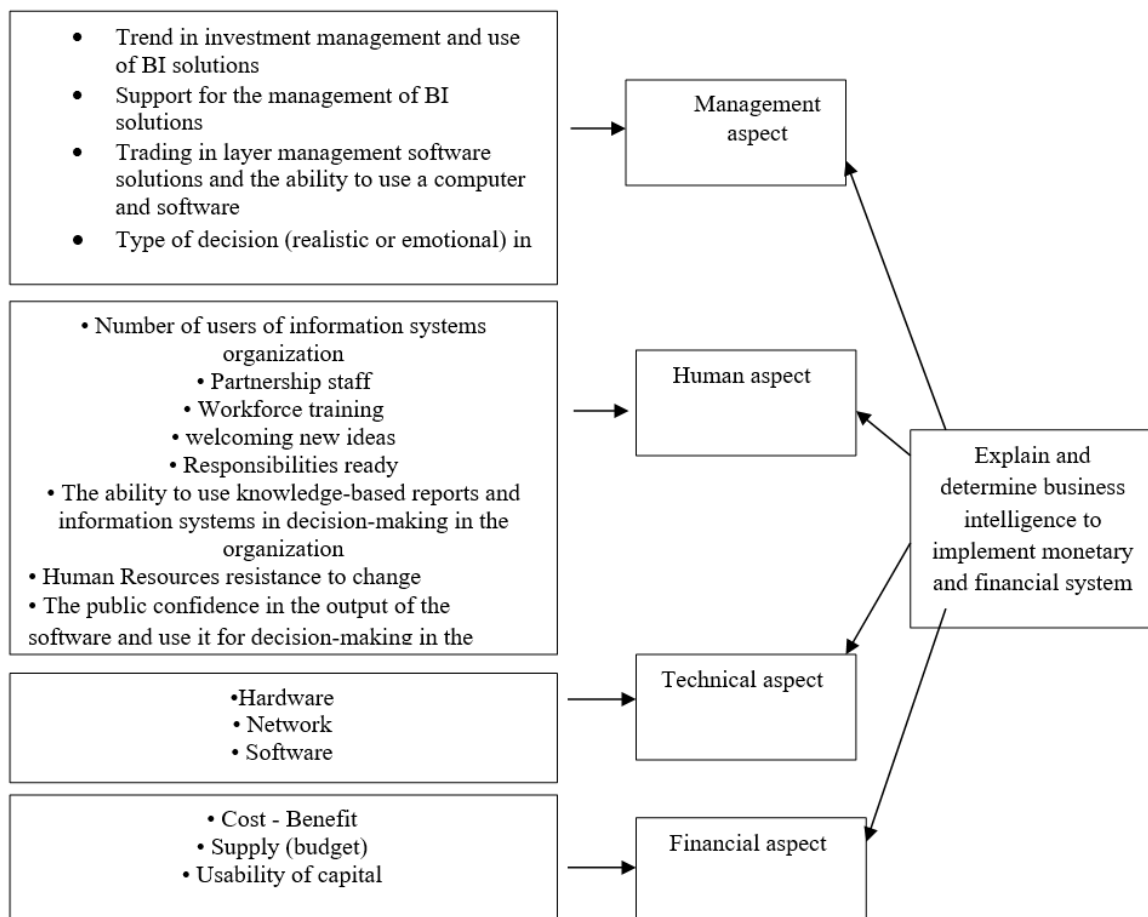 • Trend in investment management and use
of BI solutions
• Support for the management of BI
solutions
• Trading in layer management software
solutions and the ability to use a computer
and software
• Type of decision (realistic or emotional) in
Management
aspect
• Number of users of information systems
organization
• Partnership staff
• Workforce training
• welcoming new ideas
• Responsibilities ready
• The ability to use knowledge-based reports and
information systems in decision-making in the
organization
• Human Resources resistance to change
• The public confidence in the output of the
software and use it for decision-making in the
Human aspect
Explain and
determine business
intelligence to
implement monetary
and financial system
•Hardware
• Network
• Software
Technical aspect
• Cost - Benefit
• Supply (budget)
• Usability of capital
Financial aspect